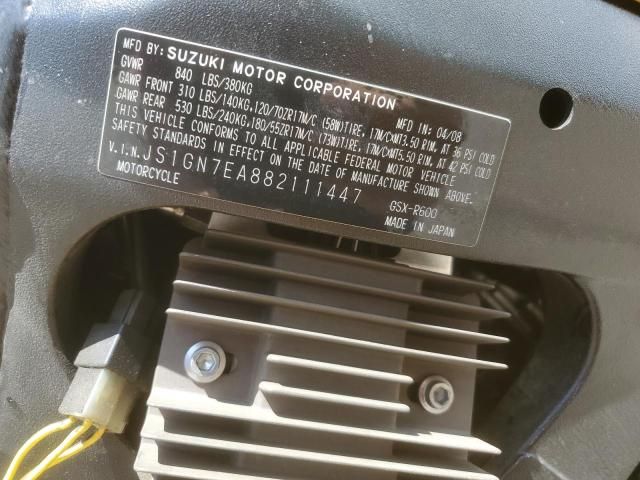 MFD BY: SUZUKI MOTOR CORPORATION
GVWR 840 LBS/380KG MFD IN: 04/08
GAWR FRONT 310 LBS/140KG,120/70ZR17M/C (58W)TIRE, 17M/CxMT3.50 RIM, AT 36 PSI COLD
GAWR REAR 530 LBS/240KG,180/55ZR17M/C (73W)TIRE, 17M/CxMT5.50 RIM, AT 42 PSI COLD
THIS VEHICLE CONFORMS TO ALL APPLICABLE FEDERAL MOTOR VEHICLE
SAFETY STANDARDS IN EFFECT ON THE DATE OF MANUFACTURE SHOWN ABOVE.
V.I.N. JS1GN7EA882111447
MOTORCYCLE GSX-R600
MADE IN JAPAN